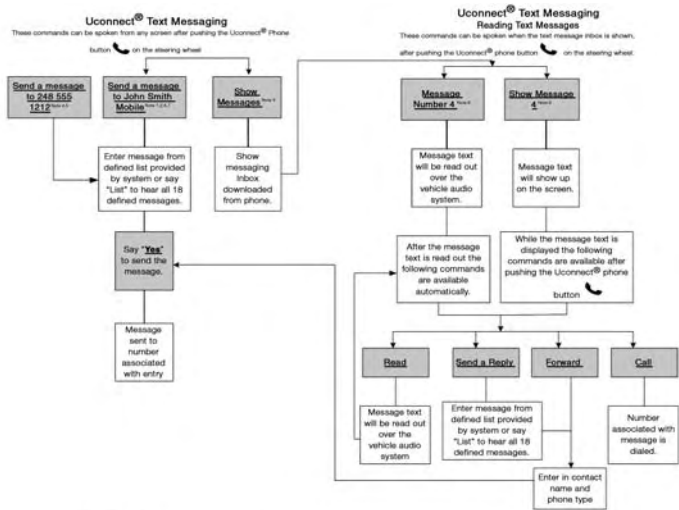 Uconnect® Text Messaging
These commands can be spoken from any screen after pushing the Uconnect® Phone
button on the steering wheel
Send a message
to 248 555
1212
Send a message
to John Smith
Mobile
Show
Messages
Enter message from
defined list provided
by system or say
"List" to hear all 18
defined messages.
Show
messaging
Inbox
downloaded
from phone.
Say "Yes"
to send the
message.
Message
sent to
number
associated
with entry
Uconnect® Text Messaging
Reading Text Messages
These commands can be spoken when the text message inbox is shown,
after pushing the Uconnect® phone button on the steering wheel.
Message
Number 4
Show Message
4
Message text
will be read out
over the
vehicle audio
system.
Message text
will show up
on the screen.
After the message
text is read out the
following commands
are available
automatically.
While the message text is
displayed the following
commands are available after
pushing the Uconnect® phone
button
Read
Send a Reply
Forward
Call
Message text
will be read out
over the
vehicle audio
system
Enter message from
defined list provided
by system or say
"List" to hear all 18
defined messages.
Number
associated with
message is
dialed.
Enter in contact
name and
phone type